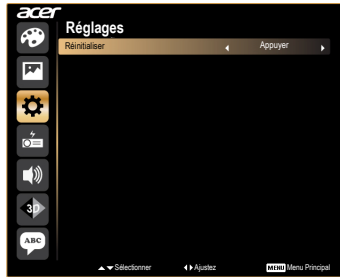 acer
Réglages
Réinitialiser Appuyer
3D
ABC
Sélectionner Ajustez MENU Menu Principal